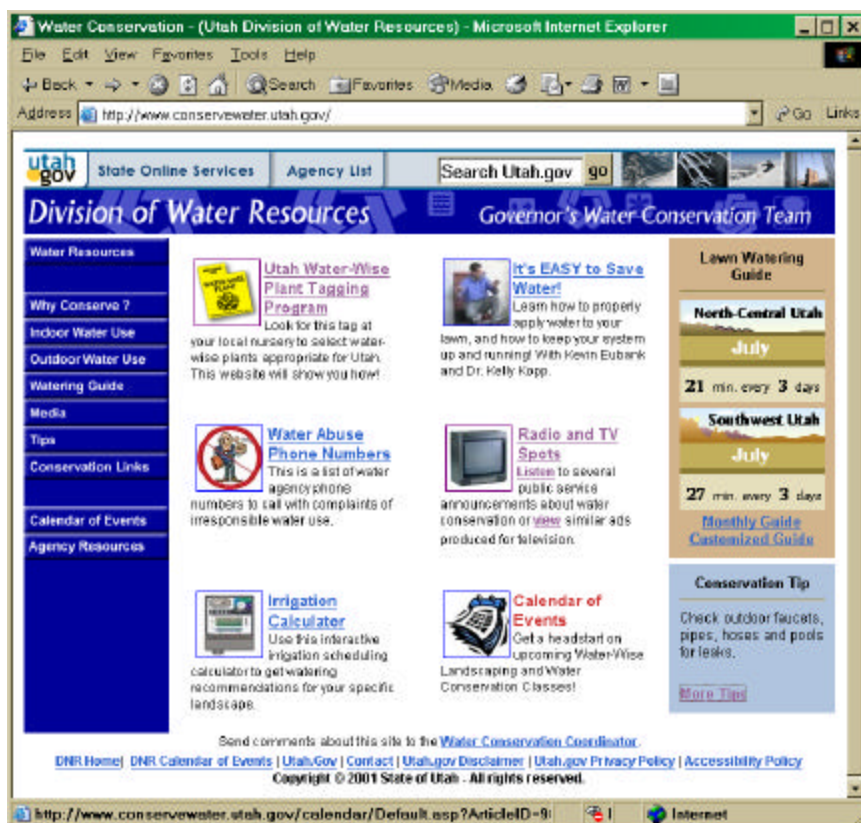 Water Conservation - (Utah Division of Water Resources) - Microsoft Internet Explorer
File Edit View Favorites Tools Help
Back Search Favorites Media
Address http://www.conservewater.utah.gov/ Go Links
utah gov State Online Services Agency List Search Utah.gov go
Division of Water Resources Governor's Water Conservation Team
Water Resources
Why Conserve ?
Indoor Water Use
Outdoor Water Use
Watering Guide
Media
Tips
Conservation Links
Calendar of Events
Agency Resources
Utah Water-Wise
Plant Tagging
Program
Look for this tag at
your local nursery to select water-
wise plants appropriate for Utah.
This website will show you how!
It's EASY to Save
Water!
Learn how to properly
apply water to your
lawn, and how to keep your system
up and running! With Kevin Eubank
and Dr. Kelly Kopp.
Water Abuse
Phone Numbers
This is a list of water
agency phone
numbers to call with complaints of
irresponsible water use.
Radio and TV
Spots
Listen to several
public service
announcements about water
conservation or view similar ads
produced for television.
Irrigation
Calculator
Use this interactive
irrigation scheduling
calculator to get watering
recommendations for your specific
landscape.
Calendar of
Events
Get a headstart on
upcoming Water-Wise
Landscaping and Water
Conservation Classes!
Lawn Watering
Guide
North-Central Utah
July
21 min. every 3 days
Southwest Utah
July
27 min. every 3 days
Monthly Guide
Customized Guide
Conservation Tip
Check outdoor faucets,
pipes, hoses and pools
for leaks.
More Tips
Send comments about this site to the Water Conservation Coordinator.
DNR Home| DNR Calendar of Events | Utah.Gov | Contact | Utah.gov Disclaimer | Utah.gov Privacy Policy | Accessibility Policy
Copyright © 2001 State of Utah - All rights reserved.
http://www.conservewater.utah.gov/calendar/Default.asp?ArticleID=9 Internet